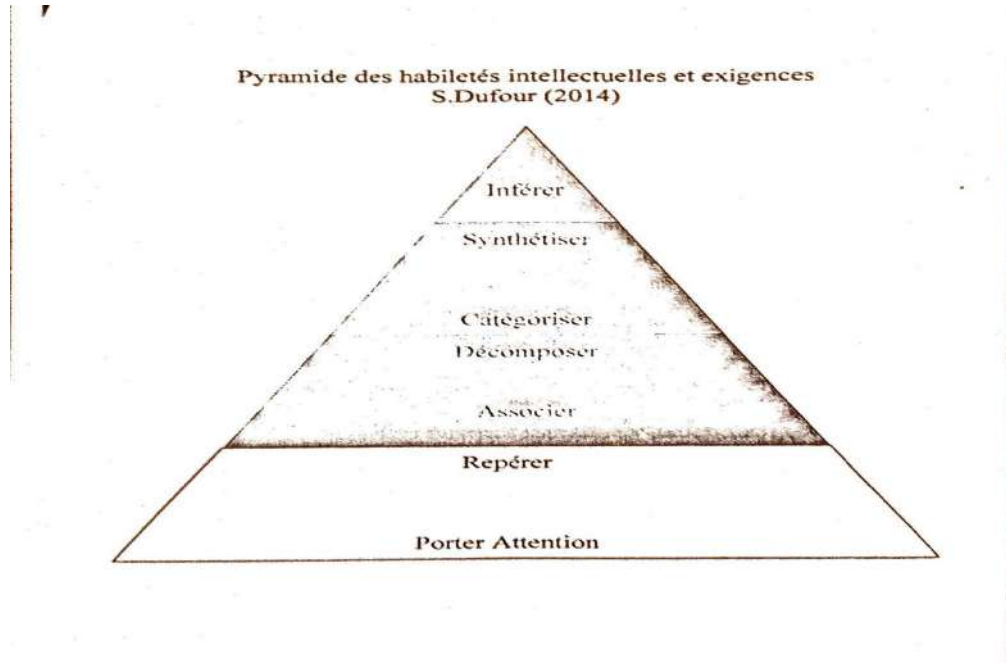 Pyramide des habiletés intellectuelles et exigences
S.Dufour (2014)
Inférer
Synthétiser
Catégoriser
Décomposer
Associer
Repérer
Porter Attention